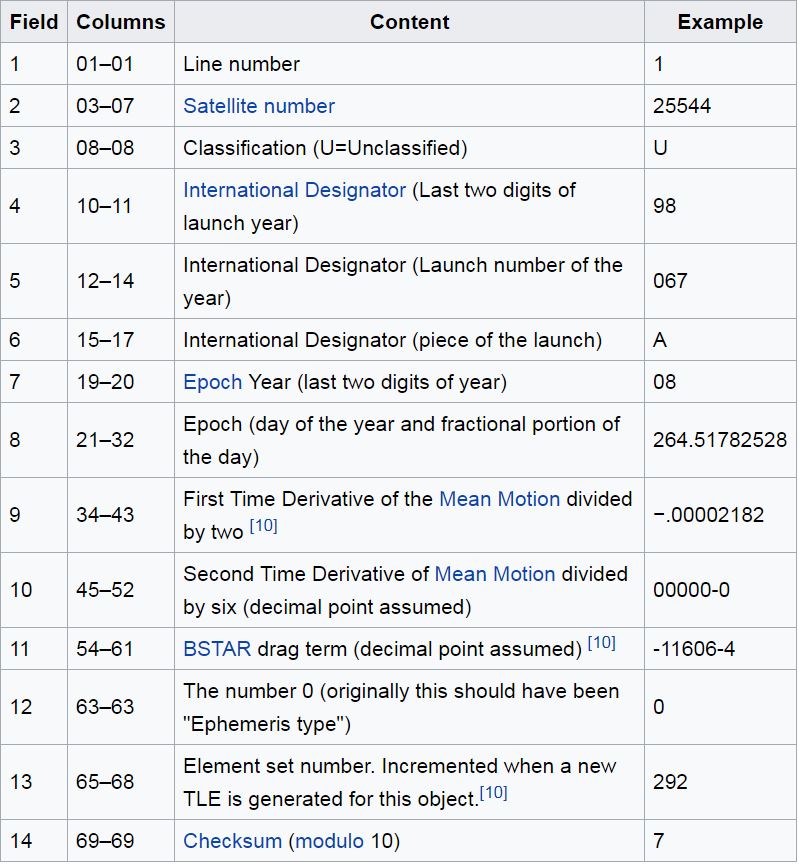 Field Columns Content Example
1 01–01 Line number 1
2 03–07 Satellite number 25544
3 08–08 Classification (U=Unclassified) U
4 10–11 International Designator (Last two digits of
launch year) 98
5 12–14 International Designator (Launch number of the
year) 067
6 15–17 International Designator (piece of the launch) A
7 19–20 Epoch Year (last two digits of year) 08
8 21–32 Epoch (day of the year and fractional portion of
the day) 264.51782528
9 34–43 First Time Derivative of the Mean Motion divided
by two [10] −.00002182
10 45–52 Second Time Derivative of Mean Motion divided
by six (decimal point assumed) 00000-0
11 54–61 BSTAR drag term (decimal point assumed) [10] -11606-4
12 63–63 The number 0 (originally this should have been
"Ephemeris type") 0
13 65–68 Element set number. Incremented when a new
TLE is generated for this object.[10] 292
14 69–69 Checksum (modulo 10) 7